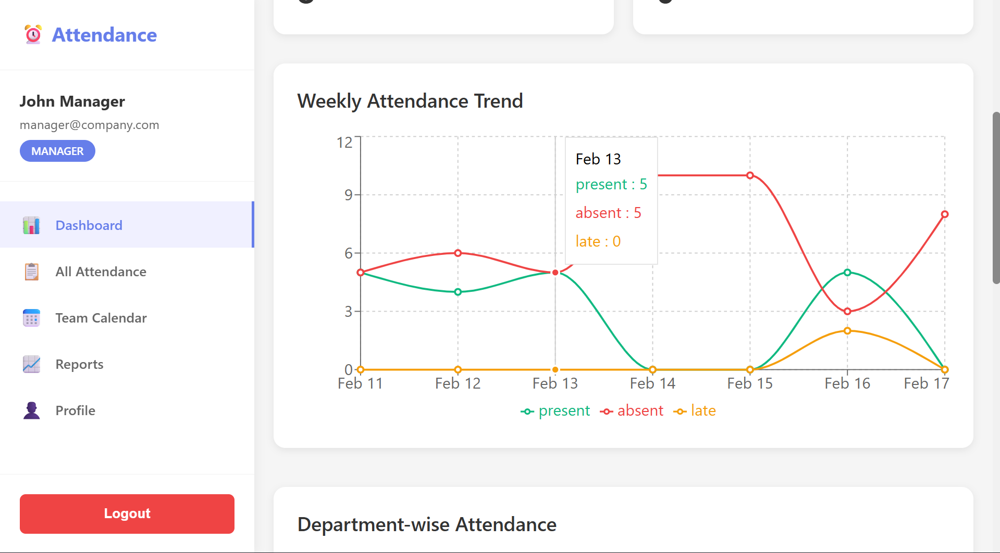 Attendance
John Manager
manager@company.com
MANAGER
Dashboard
All Attendance
Team Calendar
Reports
Profile
Logout
Weekly Attendance Trend
12
9
6
3
0
Feb 13
present : 5
absent : 5
late : 0
Feb 11 Feb 12 Feb 13 Feb 14 Feb 15 Feb 16 Feb 17
present absent late
Department-wise Attendance